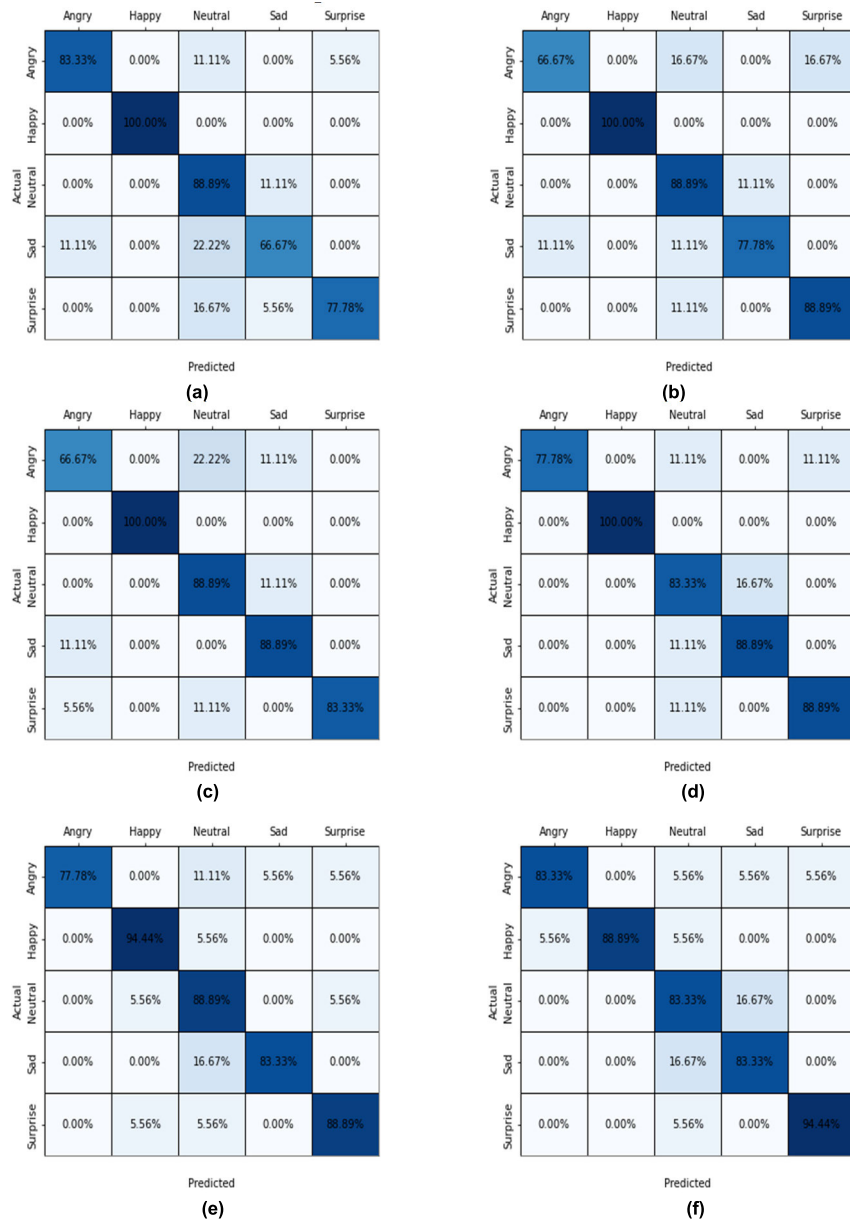 Angry Happy Neutral Sad Surprise
Angry 83.33% 0.00% 11.11% 0.00% 5.56%
Happy 0.00% 100.00% 0.00% 0.00% 0.00%
Actual
Neutral 0.00% 0.00% 88.89% 11.11% 0.00%
Sad 11.11% 0.00% 22.22% 66.67% 0.00%
Surprise 0.00% 0.00% 16.67% 5.56% 77.78%
Predicted
(a)
Angry Happy Neutral Sad Surprise
Angry 66.67% 0.00% 16.67% 16.67%
Happy 0.00% 100.00% 0.00% 0.00% 0.00%
Actual
Neutral 0.00% 0.00% 88.89% 11.11% 0.00%
Sad 11.11% 0.00% 11.11% 77.78% 0.00%
Surprise 0.00% 0.00% 11.11% 0.00% 88.89%
Predicted
(b)
Angry Happy Neutral Sad Surprise
Angry 66.67% 0.00% 22.22% 11.11% 0.00%
Happy 0.00% 100.00% 0.00% 0.00% 0.00%
Actual
Neutral 0.00% 0.00% 88.89% 11.11% 0.00%
Sad 11.11% 0.00% 0.00% 88.89% 0.00%
Surprise 5.56% 0.00% 11.11% 0.00% 83.33%
Predicted
(c)
Angry Happy Neutral Sad Surprise
Angry 77.78% 0.00% 11.11% 0.00% 11.11%
Happy 0.00% 100.00% 0.00% 0.00% 0.00%
Actual
Neutral 0.00% 0.00% 83.33% 16.67% 0.00%
Sad 0.00% 0.00% 11.11% 88.89% 0.00%
Surprise 0.00% 0.00% 11.11% 0.00% 88.89%
Predicted
(d)
Angry Happy Neutral Sad Surprise
Angry 77.78% 0.00% 11.11% 5.56% 5.56%
Happy 0.00% 94.44% 5.56% 0.00% 0.00%
Actual
Neutral 0.00% 5.56% 88.89% 0.00% 5.56%
Sad 0.00% 0.00% 16.67% 83.33% 0.00%
Surprise 0.00% 5.56% 5.56% 0.00% 88.89%
Predicted
(e)
Angry Happy Neutral Sad Surprise
Angry 83.33% 0.00% 5.56% 5.56% 5.56%
Happy 5.56% 88.89% 5.56% 0.00% 0.00%
Actual
Neutral 0.00% 0.00% 83.33% 16.67% 0.00%
Sad 0.00% 0.00% 16.67% 83.33% 0.00%
Surprise 0.00% 0.00% 5.56% 0.00% 94.44%
Predicted
(f)